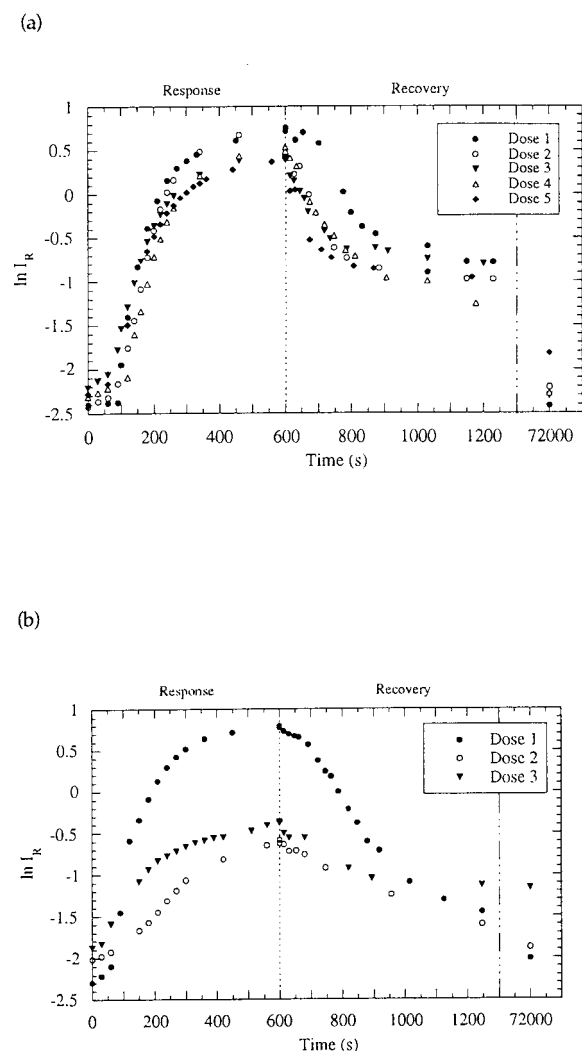 (a)
Response Recovery
1
0.5
0
-0.5
-1
-1.5
-2
-2.5
ln I_R
Dose 1
Dose 2
Dose 3
Dose 4
Dose 5
0 200 400 600 800 1000 1200 72000
Time (s)
(b)
Response Recovery
1
0.5
0
-0.5
-1
-1.5
-2
-2.5
ln I_R
Dose 1
Dose 2
Dose 3
0 200 400 600 800 1000 1200 72000
Time (s)